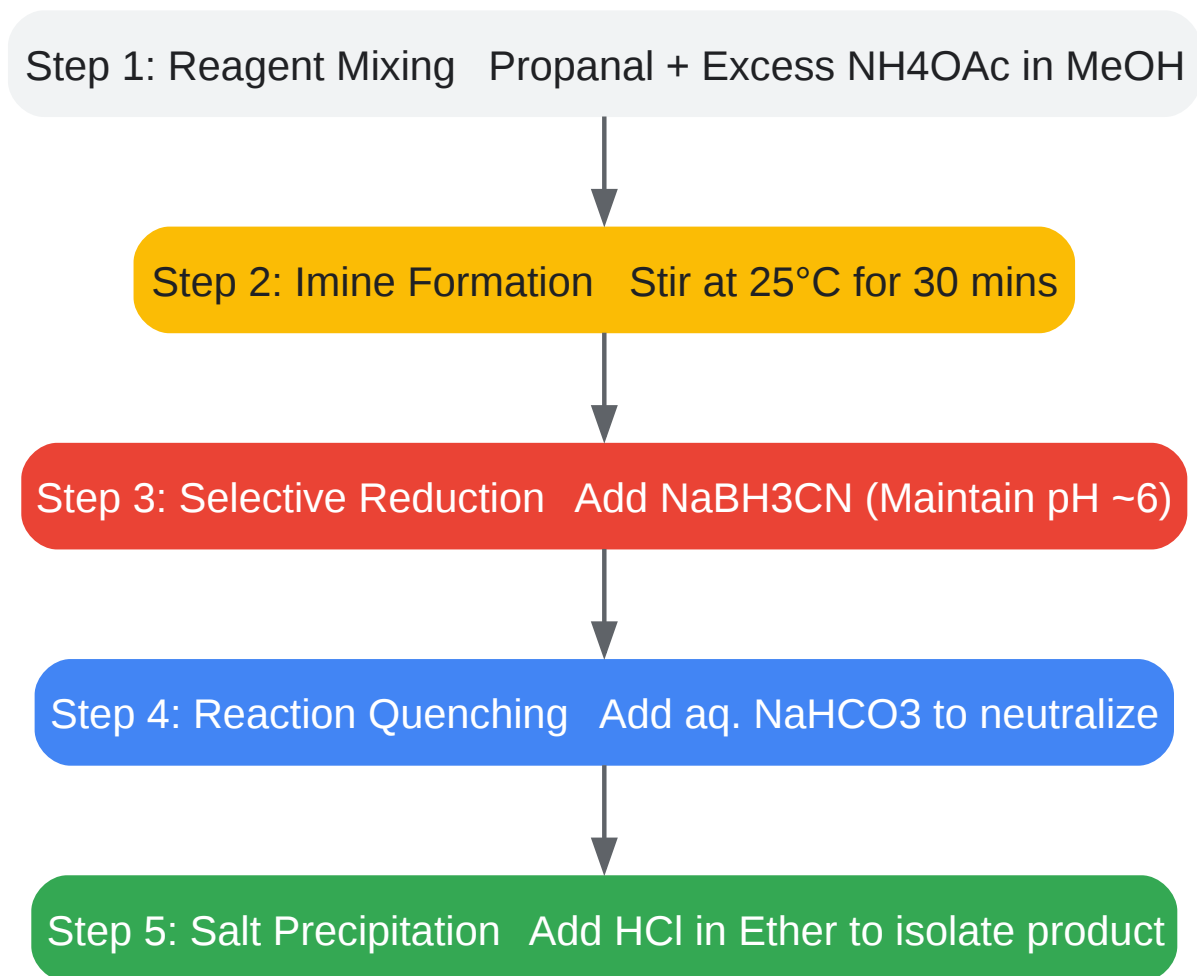 Step 1: Reagent Mixing   Propanal + Excess NH4OAc in MeOH
Step 2: Imine Formation   Stir at 25°C for 30 mins
Step 3: Selective Reduction   Add NaBH3CN (Maintain pH ~6)
Step 4: Reaction Quenching   Add aq. NaHCO3 to neutralize
Step 5: Salt Precipitation   Add HCl in Ether to isolate product